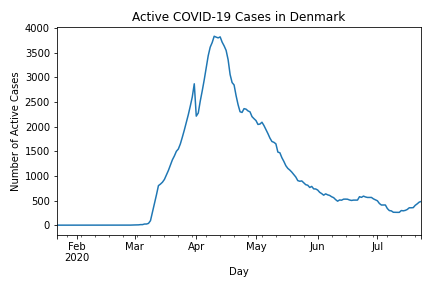 Active COVID-19 Cases in Denmark
Number of Active Cases
4000
3500
3000
2500
2000
1500
1000
500
0
Feb Mar Apr May Jun Jul
2020
Day